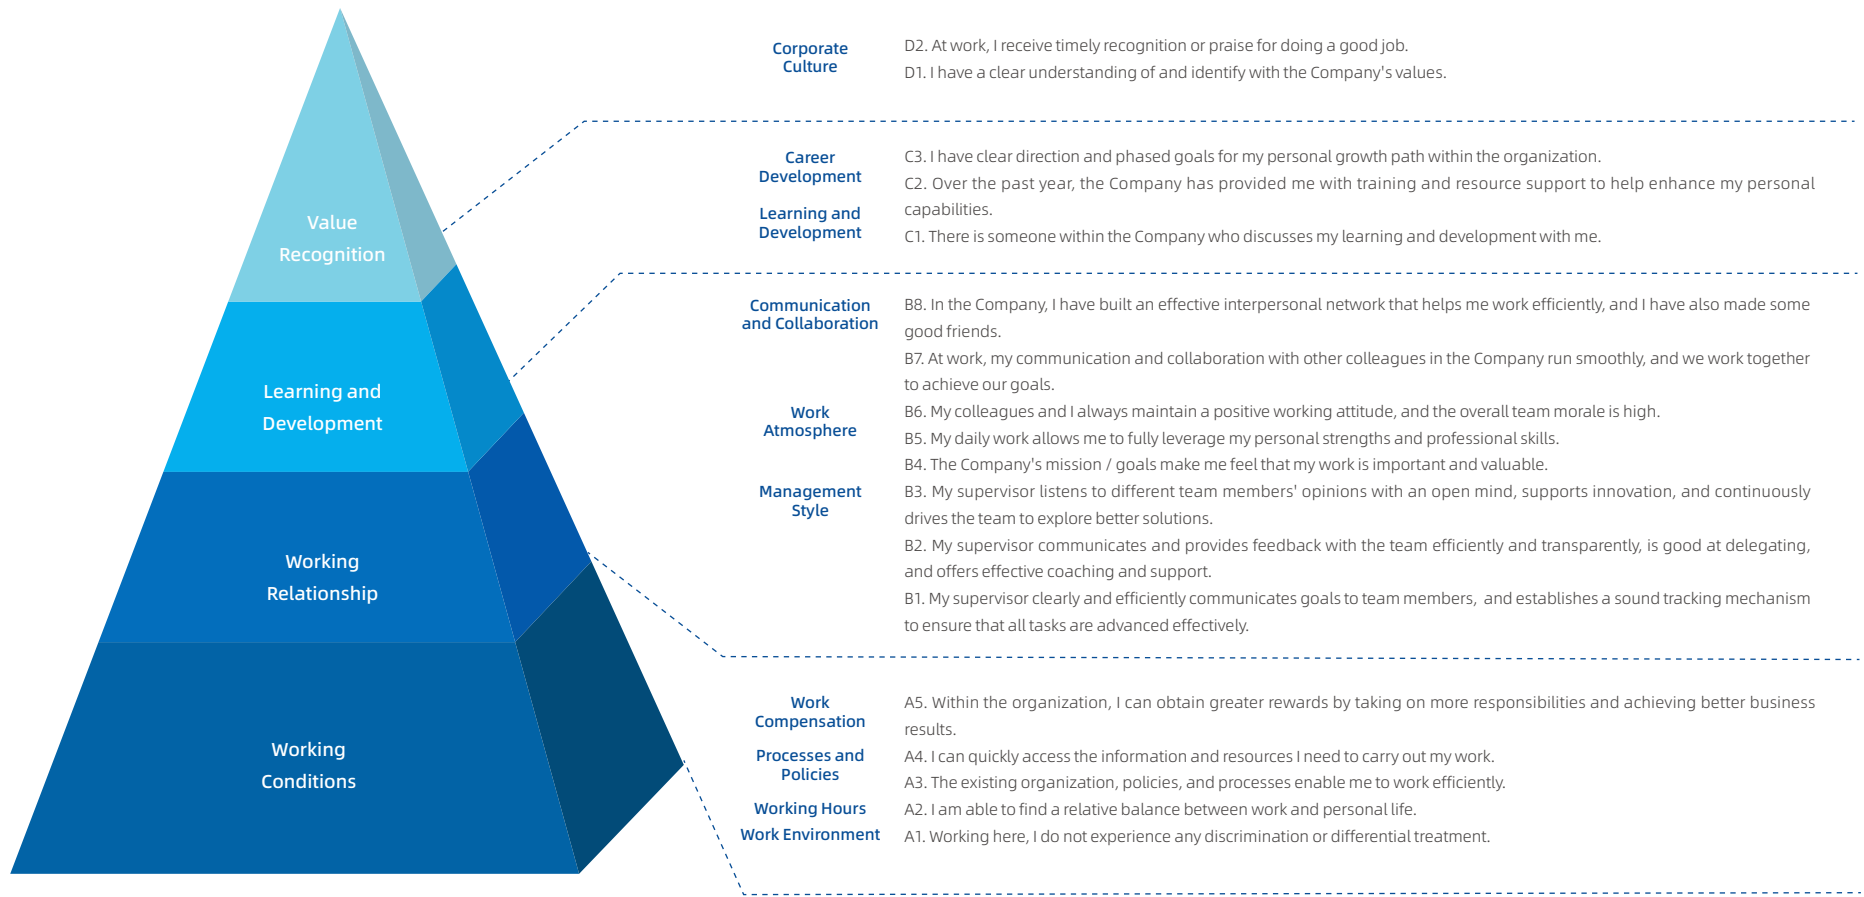 Value
Recognition
Learning and
Development
Working
Relationship
Working
Conditions
Corporate
Culture
D2. At work, I receive timely recognition or praise for doing a good job.
D1. I have a clear understanding of and identify with the Company's values.
Career
Development
Learning and
Development
C3. I have clear direction and phased goals for my personal growth path within the organization.
C2. Over the past year, the Company has provided me with training and resource support to help enhance my personal
capabilities.
C1. There is someone within the Company who discusses my learning and development with me.
Communication
and Collaboration
Work
Atmosphere
Management
Style
B8. In the Company, I have built an effective interpersonal network that helps me work efficiently, and I have also made some
good friends.
B7. At work, my communication and collaboration with other colleagues in the Company run smoothly, and we work together
to achieve our goals.
B6. My colleagues and I always maintain a positive working attitude, and the overall team morale is high.
B5. My daily work allows me to fully leverage my personal strengths and professional skills.
B4. The Company's mission / goals make me feel that my work is important and valuable.
B3. My supervisor listens to different team members' opinions with an open mind, supports innovation, and continuously
drives the team to explore better solutions.
B2. My supervisor communicates and provides feedback with the team efficiently and transparently, is good at delegating,
and offers effective coaching and support.
B1. My supervisor clearly and efficiently communicates goals to team members, and establishes a sound tracking mechanism
to ensure that all tasks are advanced effectively.
Work
Compensation
Processes and
Policies
Working Hours
Work Environment
A5. Within the organization, I can obtain greater rewards by taking on more responsibilities and achieving better business
results.
A4. I can quickly access the information and resources I need to carry out my work.
A3. The existing organization, policies, and processes enable me to work efficiently.
A2. I am able to find a relative balance between work and personal life.
A1. Working here, I do not experience any discrimination or differential treatment.